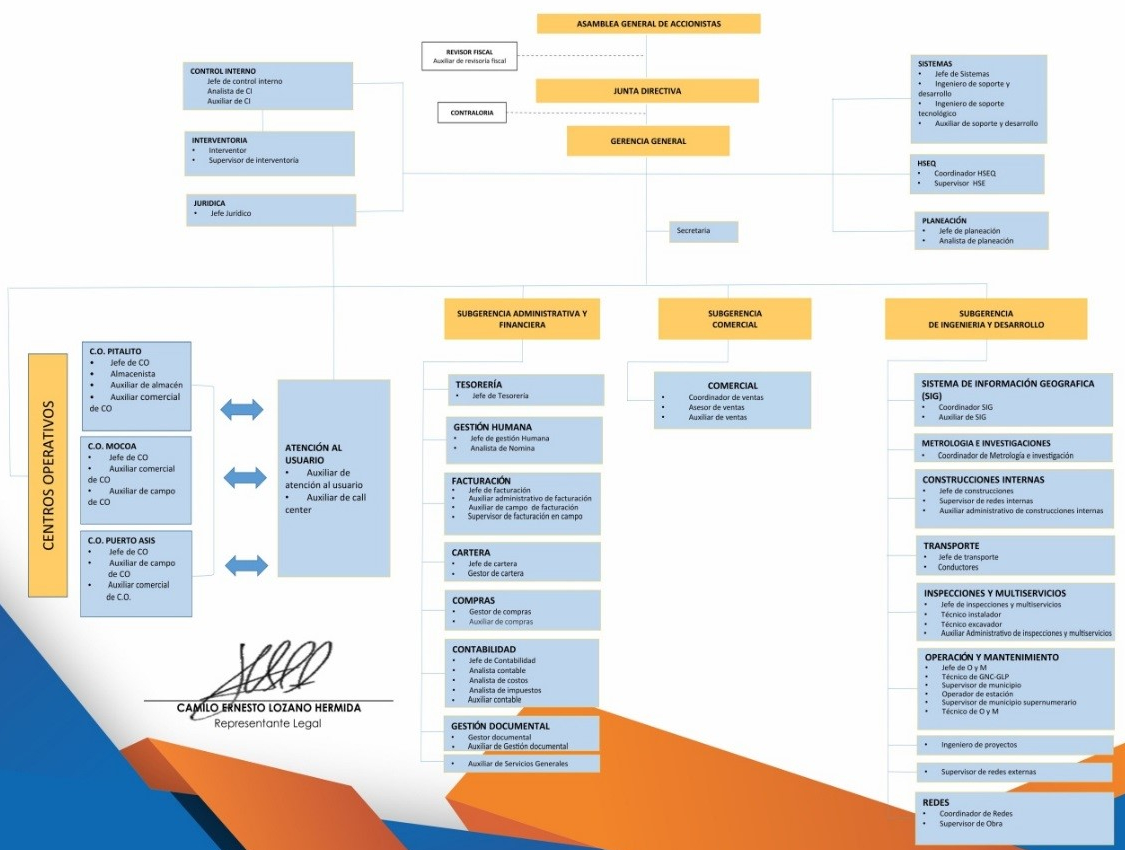 ASAMBLEA GENERAL DE ACCIONISTAS
REVISOR FISCAL
Auxiliar de revisoría fiscal
JUNTA DIRECTIVA
CONTRALORIA
GERENCIA GENERAL
Secretaria
CONTROL INTERNO
Jefe de control interno
Analista de CI
Auxiliar de CI
INTERVENTORIA
• Interventor
• Supervisor de interventoría
JURIDICA
• Jefe Juridico
SISTEMAS
• Jefe de Sistemas
• Ingeniero de soporte y
desarrollo
• Ingeniero de soporte
tecnológico
• Auxiliar de soporte y desarrollo
HSEQ
• Coordinador HSEQ
• Supervisor HSE
PLANEACIÓN
• Jefe de planeación
• Analista de planeación
CENTROS OPERATIVOS
C.O. PITALITO
• Jefe de CO
• Almacenista
• Auxiliar de almacén
• Auxiliar comercial
de CO
C.O. MOCOA
• Jefe de CO
• Auxiliar comercial
de CO
• Auxiliar de campo
de CO
C.O. PUERTO ASIS
• Jefe de CO
• Auxiliar de campo
de CO
• Auxiliar comercial
de C.O.
ATENCIÓN AL
USUARIO
• Auxiliar de
atención al usuario
• Auxiliar de call
center
SUBGERENCIA ADMINISTRATIVA Y
FINANCIERA
TESORERÍA
• Jefe de Tesorería
GESTIÓN HUMANA
• Jefe de gestión Humana
• Analista de Nomina
FACTURACIÓN
• Jefe de facturación
• Auxiliar administrativo de facturación
• Auxiliar de campo de facturación
• Supervisor de facturación en campo
CARTERA
• Jefe de cartera
• Gestor de cartera
COMPRAS
• Gestor de compras
• Auxiliar de compras
CONTABILIDAD
• Jefe de Contabilidad
• Analista contable
• Analista de costos
• Analista de impuestos
• Auxiliar contable
GESTIÓN DOCUMENTAL
• Gestor documental
• Auxiliar de Gestión documental
• Auxiliar de Servicios Generales
SUBGERENCIA
COMERCIAL
COMERCIAL
• Coordinador de ventas
• Asesor de ventas
• Auxiliar de ventas
SUBGERENCIA
DE INGENIERIA Y DESARROLLO
SISTEMA DE INFORMACIÓN GEOGRAFICA
(SIG)
• Coordinador SIG
• Auxiliar de SIG
METROLOGIA E INVESTIGACIONES
• Coordinador de Metrología e investigación
CONSTRUCCIONES INTERNAS
• Jefe de construcciones
• Supervisor de redes internas
• Auxiliar administrativo de construcciones internas
TRANSPORTE
• Jefe de transporte
• Conductores
INSPECCIONES Y MULTISERVICIOS
• Jefe de inspecciones y multiservicios
• Técnico instalador
• Técnico excavador
• Auxiliar Administrativo de inspecciones y multiservicios
OPERACIÓN Y MANTENIMIENTO
• Jefe de O y M
• Técnico de GNC-GLP
• Supervisor de municipio
• Operador de estación
• Supervisor de municipio supernumerario
• Técnico de O y M
• Ingeniero de proyectos
• Supervisor de redes externas
REDES
• Coordinador de Redes
• Supervisor de Obra
CAMILO ERNESTO LOZANO HERMIDA
Representante Legal